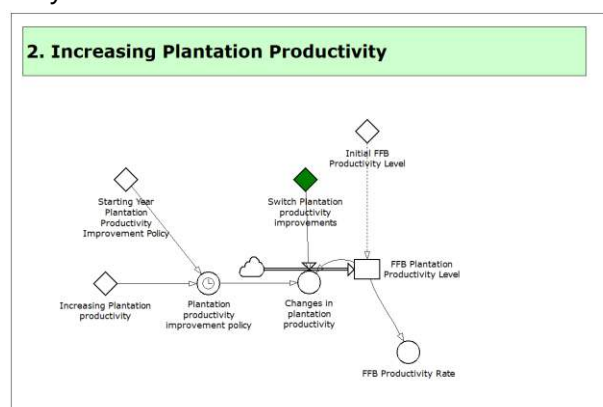 2. Increasing Plantation Productivity
Initial FFB
Productivity Level
Starting Year
Plantation
Productivity
Improvement Policy
Switch Plantation
productivity
improvements
FFB Plantation
Productivity Level
Increasing Plantation
productivity
Plantation
productivity
improvement policy
Changes in
plantation
productivity
FFB Productivity Rate